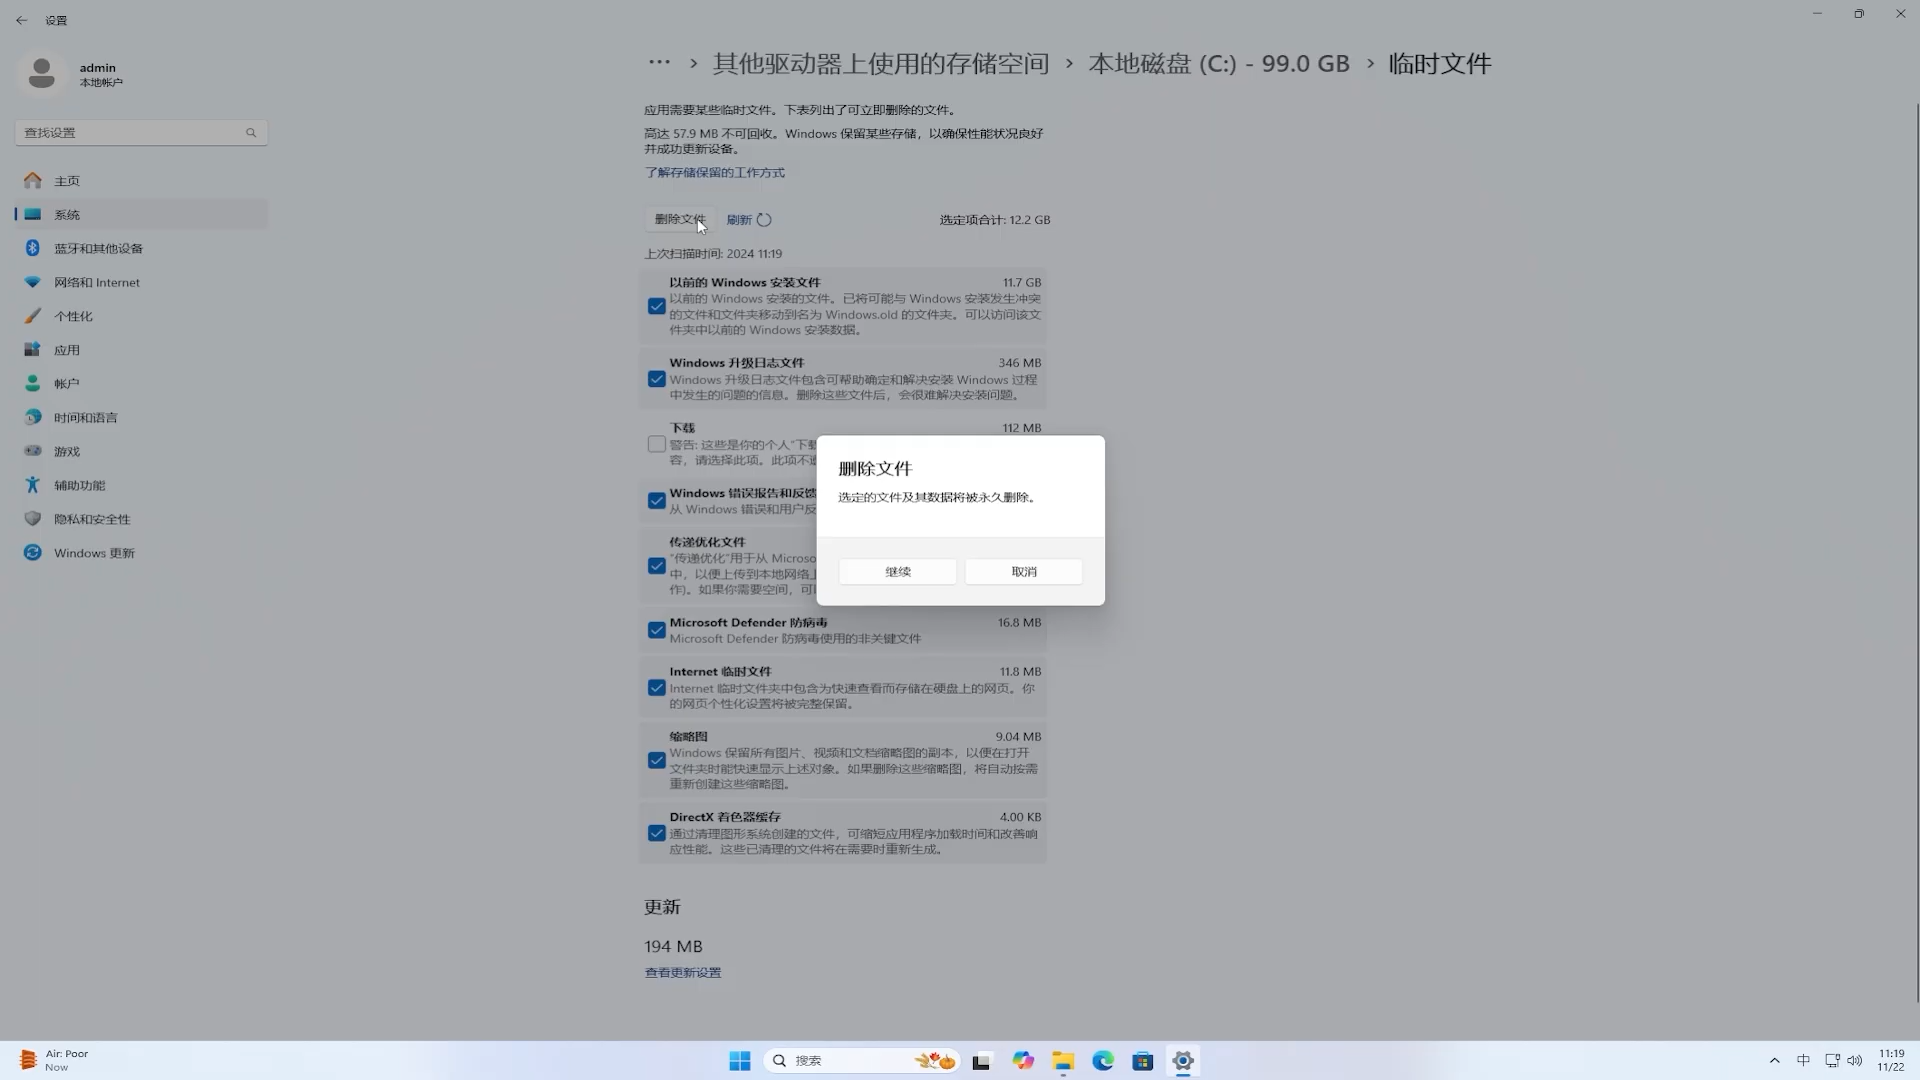 设置
admin
本地帐户
查找设置
主页
系统
蓝牙和其他设备
网络和 Internet
个性化
应用
帐户
时间和语言
游戏
辅助功能
隐私和安全性
Windows 更新
··· › 其他驱动器上使用的存储空间 › 本地磁盘 (C:) - 99.0 GB › 临时文件
应用需要某些临时文件。下表列出了可立即删除的文件。
高达 57.9 MB 不可回收。Windows 保留某些存储，以确保性能状况良好
并成功更新设备。
了解存储保留的工作方式
删除文件 刷新 选定项合计: 12.2 GB
上次扫描时间: 2024 11:19
以前的 Windows 安装文件 11.7 GB
以前的 Windows 安装的文件。已将可能与 Windows 安装发生冲突
的文件和文件夹移动到名为 Windows.old 的文件夹。可以访问该文
件夹中以前的 Windows 安装数据。
Windows 升级日志文件 346 MB
Windows 升级日志文件包含可帮助确定和解决安装 Windows 过程
中发生的问题的信息。删除这些文件后，会很难解决安装问题。
下载 112 MB
警告: 这些是你的个人"下载
容，请选择此项。此项不
Windows 错误报告和反馈
从 Windows 错误和用户反
传递优化文件
"传递优化"用于从 Microso
中，以便上传到本地网络上
作)。如果你需要空间，可
Microsoft Defender 防病毒 16.8 MB
Microsoft Defender 防病毒使用的非关键文件
Internet 临时文件 11.8 MB
Internet 临时文件夹中包含为快速查看而存储在硬盘上的网页。你
的网页个性化设置将被完整保留。
缩略图 9.04 MB
Windows 保留所有图片、视频和文档缩略图的副本，以便在打开
文件夹时能快速显示上述对象。如果删除这些缩略图，将自动按需
重新创建这些缩略图。
DirectX 着色器缓存 4.00 KB
通过清理图形系统创建的文件，可缩短应用程序加载时间和改善响
应性能。这些已清理的文件将在需要时重新生成。
更新
194 MB
查看更新设置
删除文件
选定的文件及其数据将被永久删除。
继续 取消
Air: Poor
Now
搜索
中
11:19
11/22